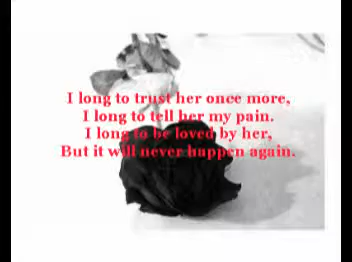 I long to trust her once more,
I long to tell her my pain.
I long to be loved by her,
But it will never happen again.